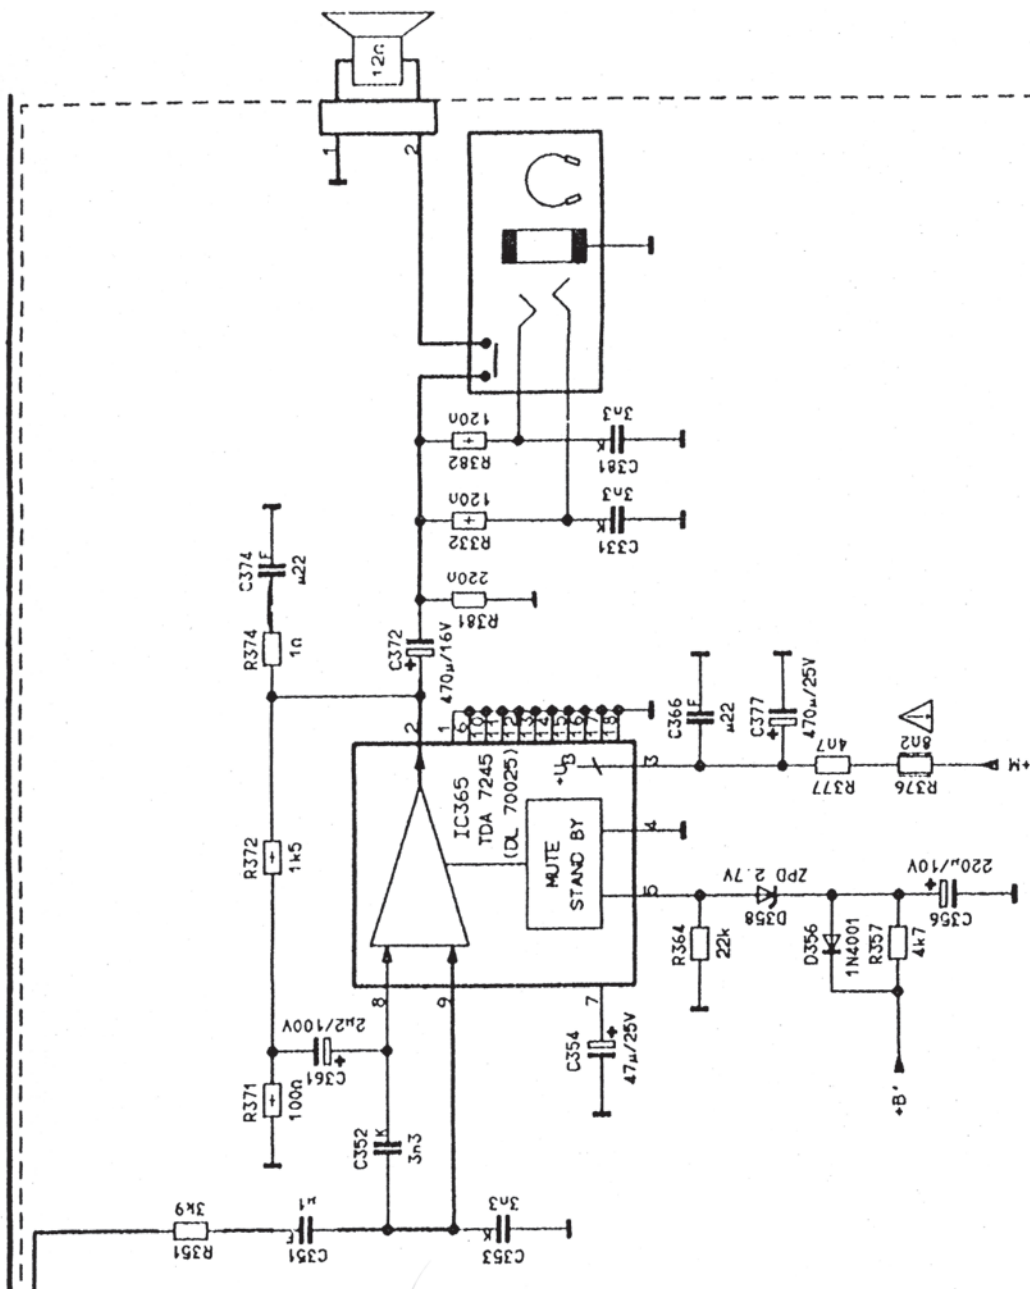 12Ω
1
2
120Ω
R382
3n3
K
C381
120Ω
R332
3n3
K
C331
C374
F
µ22
220Ω
R381
R374
1Ω
C372
+
470µ/16V
2
1
6
10
11
12
13
14
15
16
17
18
C366
F
µ22
C377
+
470µ/25V
IC365
TDA 7245
(DL 70025)
+UB
3
4Ω7
R377
8Ω2
R376
+M
R372
1k5
MUTE
STAND BY
4
5
ZPD 2.7V
D358
220µ/10V
+
C356
R364
22k
D356
1N4001
R357
4k7
8
9
7
2µ2/100V
+
C361
C354
+
47µ/25V
R371
100Ω
+B'
C352
K
3n3
3k9
R351
µ1
F
C351
3n3
K
C353